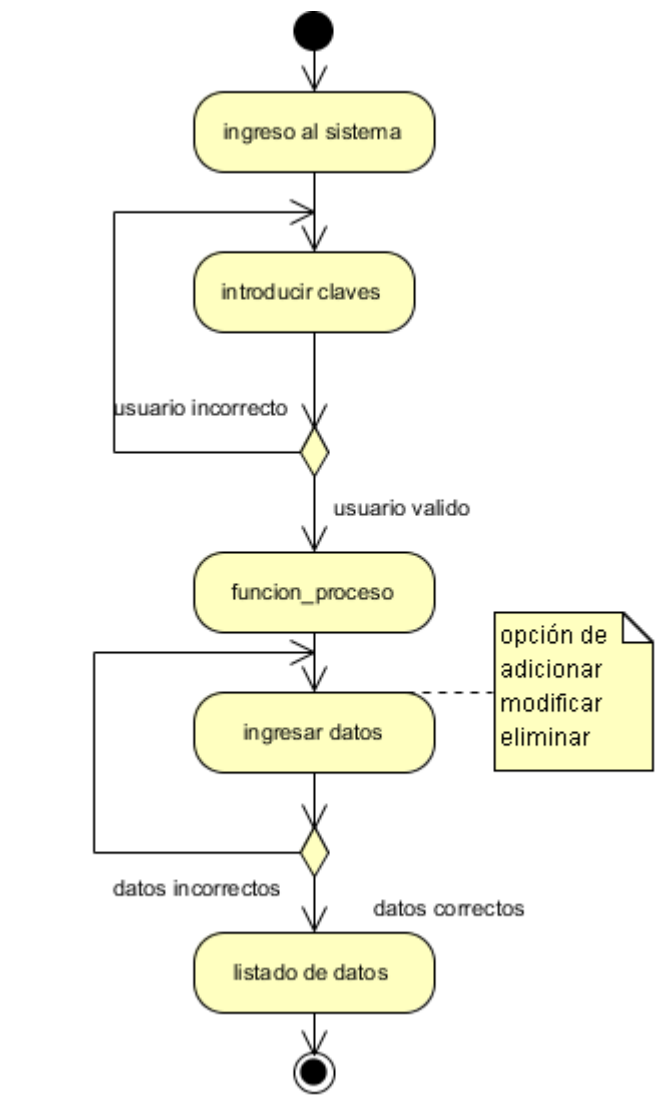 ingreso al sistema
introducir claves
usuario incorrecto
usuario valido
funcion_proceso
opción de
adicionar
modificar
eliminar
ingresar datos
datos incorrectos
datos correctos
listado de datos